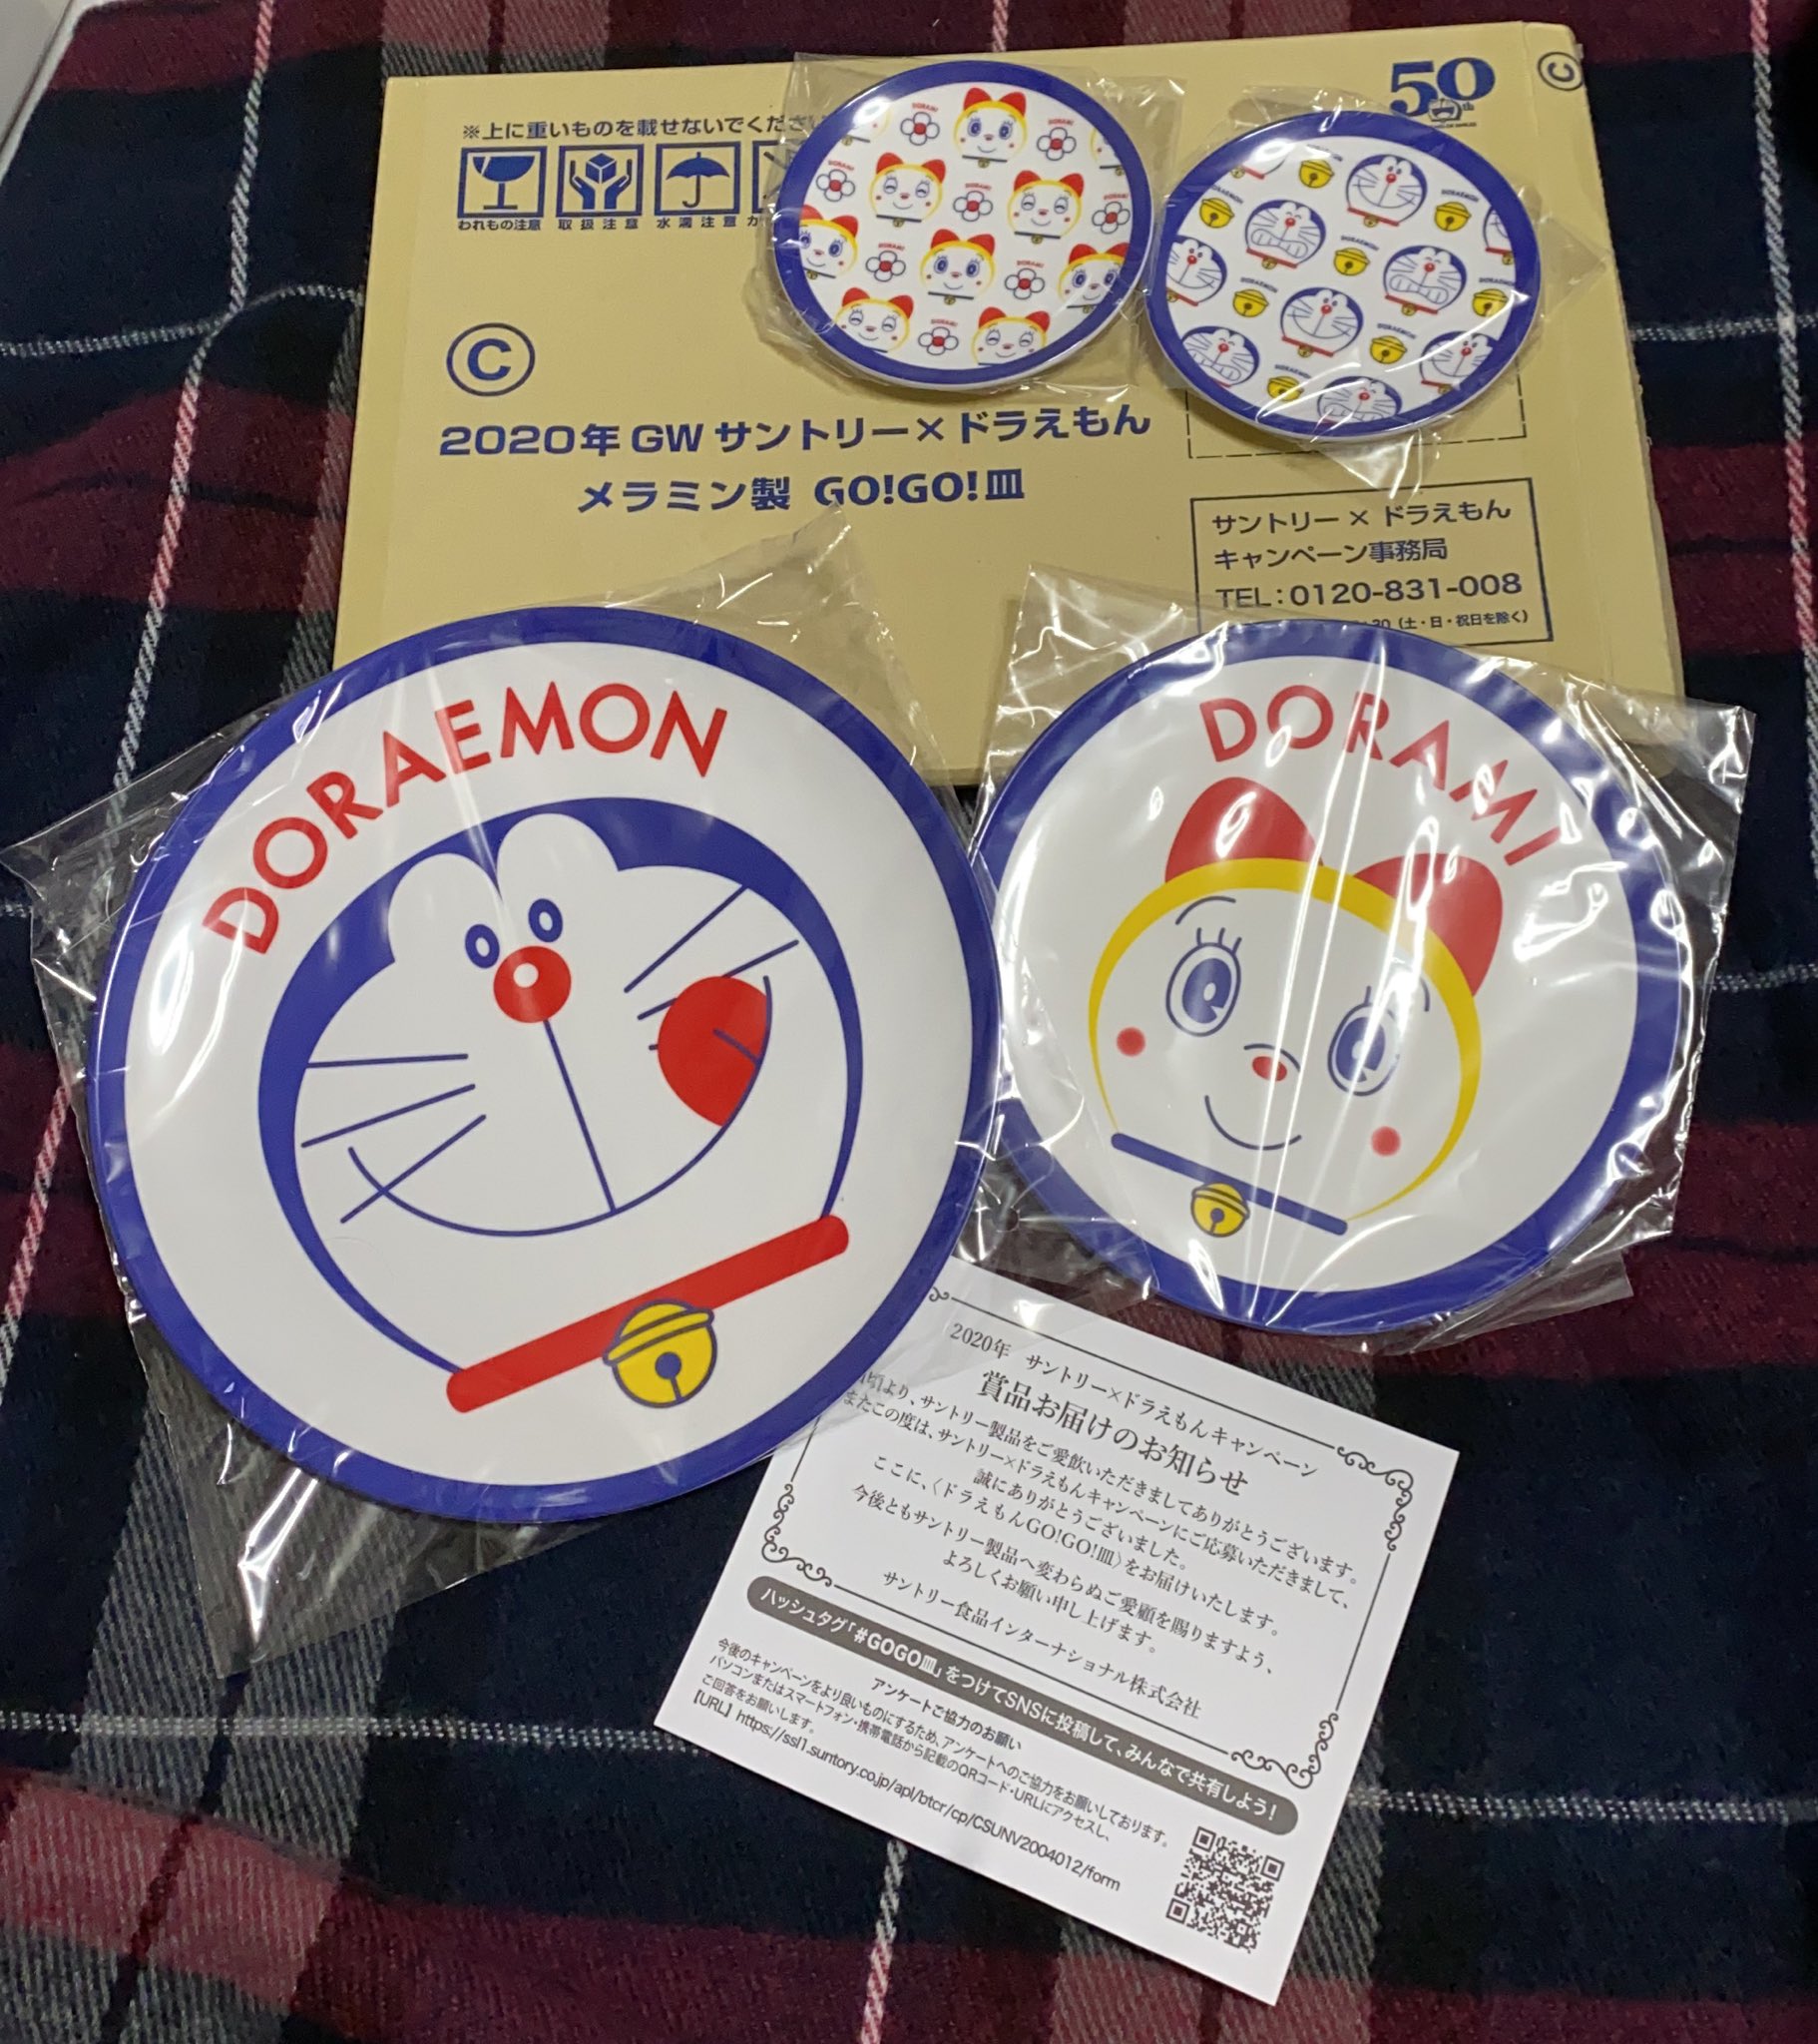 ※上に重いものを載せないでくださ
50th
©
われもの注意
取扱注意
水濡注意
©
2020年 GW サントリー×ドラえもん
メラミン製 GO!GO!皿
サントリー × ドラえもん
キャンペーン事務局
TEL:0120-831-008
(土・日・祝日を除く)
DORAMI
DORAEMON
DORAEMON
DORAMI
2020年 サントリー×ドラえもんキャンペーン
賞品お届けのお知らせ
より、サントリー製品をご愛飲いただきましてありがとうございます。
またこの度は、サントリー×ドラえもんキャンペーンにご応募いただきまして、
誠にありがとうございました。
ここに、〈ドラえもんGO!GO!皿〉をお届けいたします。
今後ともサントリー製品へ変わらぬご愛顧を賜りますよう、
よろしくお願い申し上げます。
サントリー食品インターナショナル株式会社
ハッシュタグ「#GOGO皿」をつけてSNSに投稿して、みんなで共有しよう!
アンケートご協力のお願い
今後のキャンペーンをより良いものにするため、アンケートへのご協力をお願いしております。
パソコンまたはスマートフォン・携帯電話から記載のQRコード・URLにアクセスし、
ご回答をお願いします。
【URL】https://ssl1.suntory.co.jp/apl/btcr/cp/CSUNV2004012/form